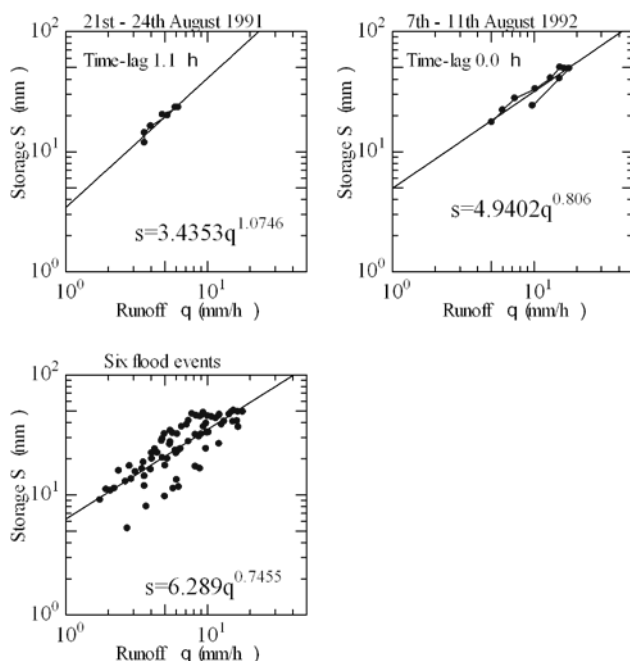 21st - 24th August 1991
10²
Time-lag 1.1 h
Storage S (mm)
10¹
s=3.4353q^1.0746
10⁰
10⁰ 10¹
Runoff q (mm/h)
7th - 11th August 1992
10²
Time-lag 0.0 h
Storage S (mm)
10¹
s=4.9402q^0.806
10⁰
10⁰ 10¹
Runoff q (mm/h)
Six flood events
10²
Storage S (mm)
10¹
s=6.289q^0.7455
10⁰
10⁰ 10¹
Runoff q (mm/h)